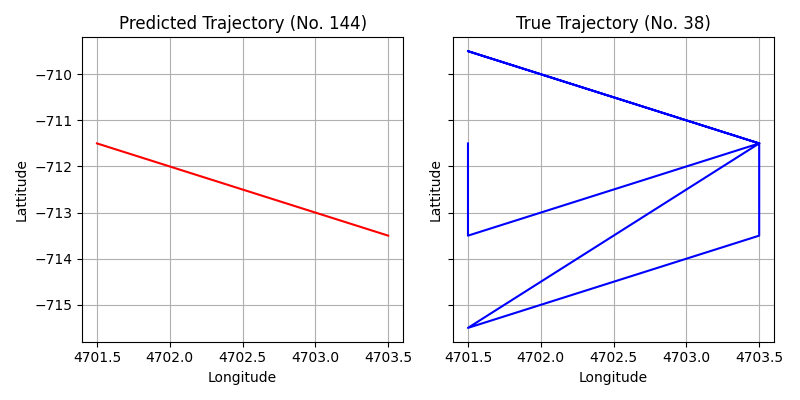 Predicted Trajectory (No. 144)
Lattitude
−710
−711
−712
−713
−714
−715
4701.5 4702.0 4702.5 4703.0 4703.5
Longitude
True Trajectory (No. 38)
Lattitude
4701.5 4702.0 4702.5 4703.0 4703.5
Longitude